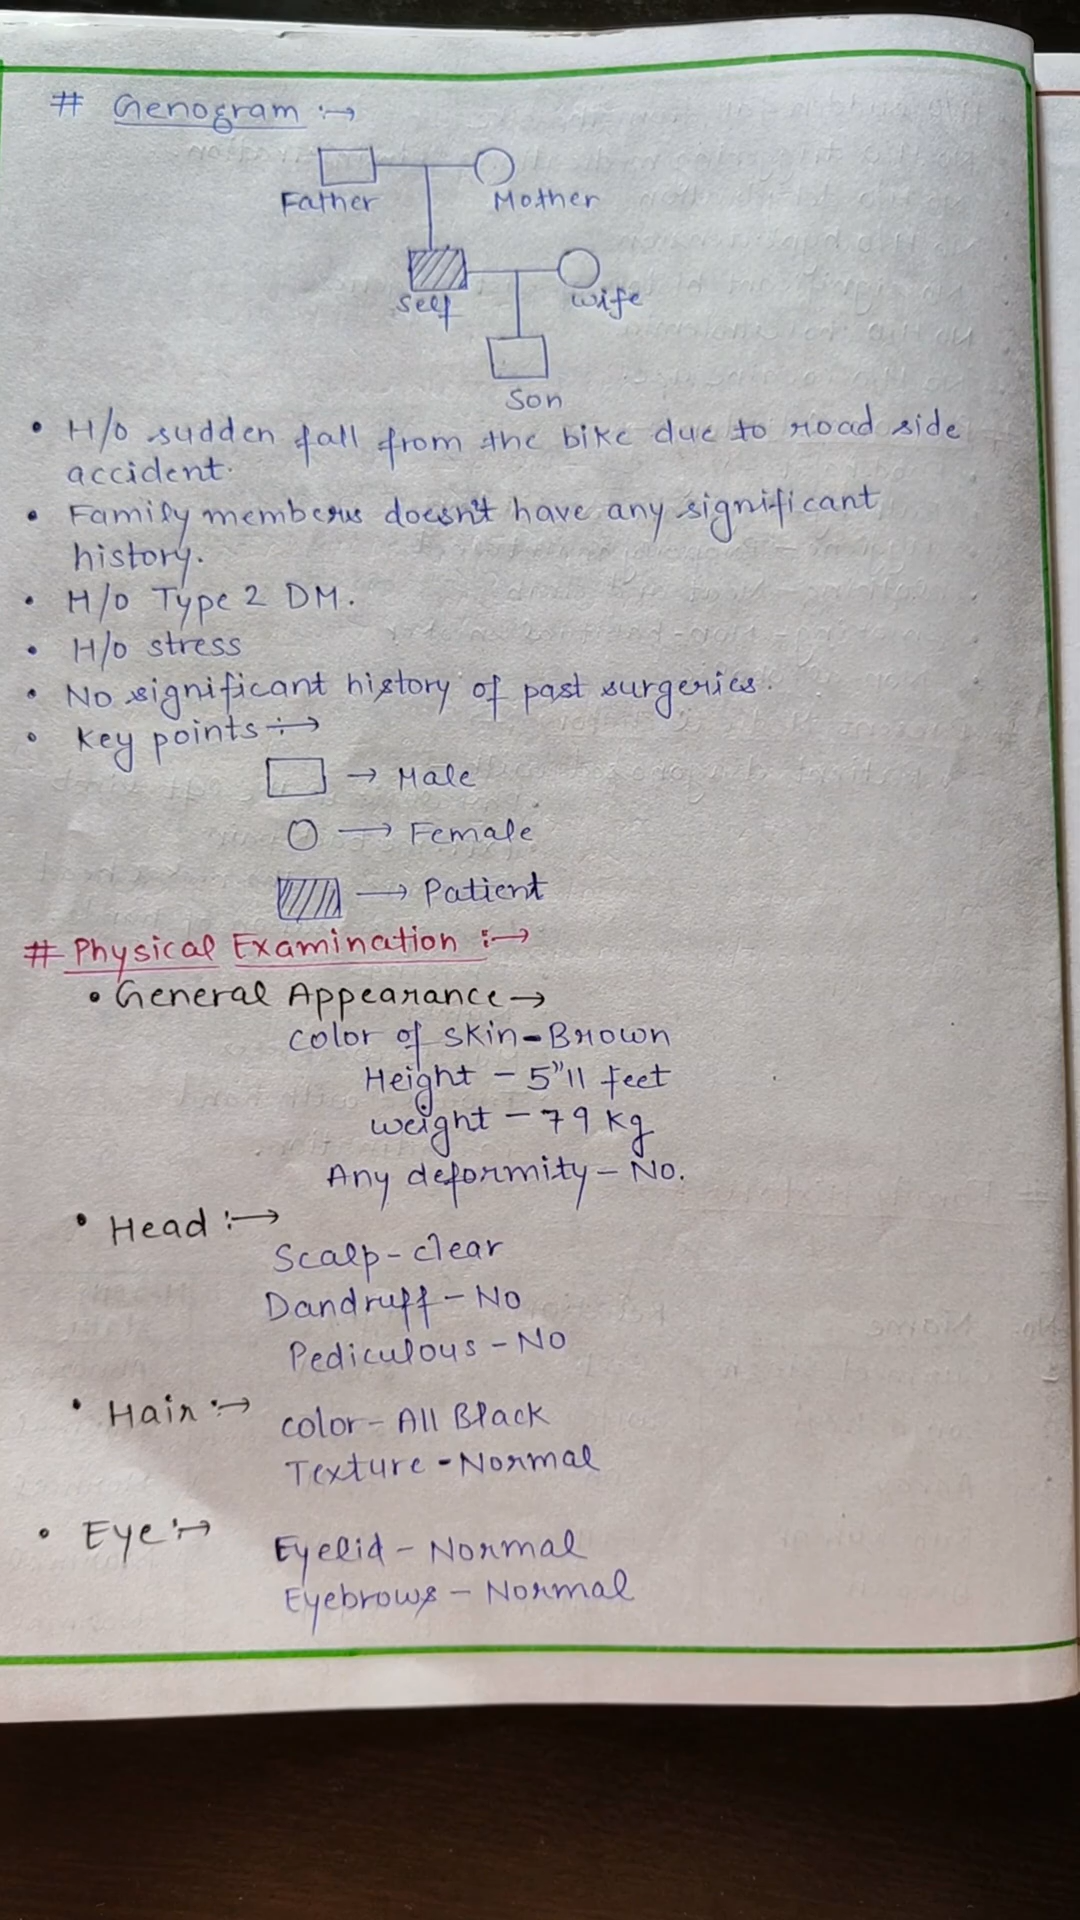 # Genogram :→
Father Mother
Self wife
Son
• H/o sudden fall from the bike due to road side
accident.
• Family members doesn't have any significant
history.
• H/o Type 2 DM.
• H/o stress
• No significant history of past surgeries.
• Key points :→
→ Male
→ Female
→ Patient
# Physical Examination :→
• General Appearance →
color of skin - Brown
Height - 5"11 feet
weight - 79 Kg
Any deformity - No.
• Head :→
Scalp - clear
Dandruff - No
Pediculous - No
• Hair :→
color - All Black
Texture - Normal
• Eye :→
Eyelid - Normal
Eyebrows - Normal